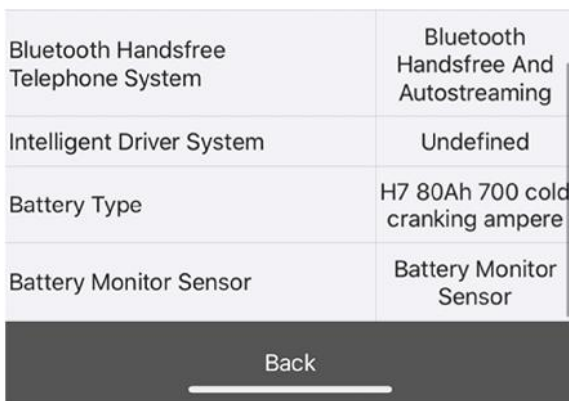 Bluetooth Handsfree
Telephone System
Bluetooth
Handsfree And
Autostreaming
Intelligent Driver System
Undefined
Battery Type
H7 80Ah 700 cold
cranking ampere
Battery Monitor Sensor
Battery Monitor
Sensor
Back